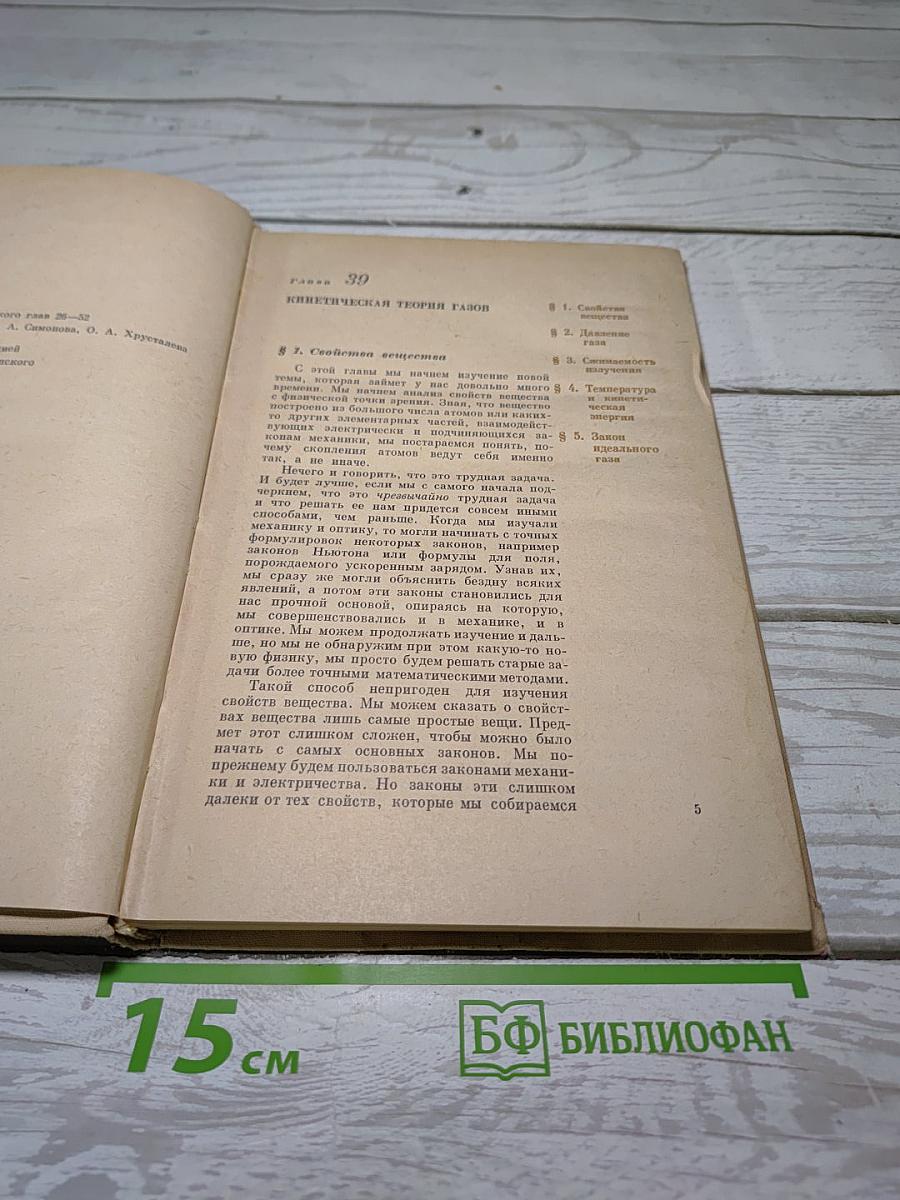 кого глав 26—52
А. Симонова, О. А. Хрусталева
цией
глава 39
КИНЕТИЧЕСКАЯ ТЕОРИЯ ГАЗОВ
§ 1. Свойства вещества
С этой главы мы начнем изучение новой
темы, которая займет у нас довольно много
времени. Мы начнем анализ свойств вещества
с физической точки зрения. Зная, что вещество
построено из большого числа атомов или каких-
то других элементарных частей, взаимодейст-
вующих электрически и подчиняющихся за-
конам механики, мы постараемся понять, по-
чему скопления атомов ведут себя именно
так, а не иначе.
Нечего и говорить, что это трудная задача.
И будет лучше, если мы с самого начала под-
черкнем, что это чрезвычайно трудная задача
и что решать ее нам придется совсем иными
способами, чем раньше. Когда мы изучали
механику и оптику, то могли начинать с точных
формулировок некоторых законов, например
законов Ньютона или формулы для поля,
порождаемого ускоренным зарядом. Узнав их,
мы сразу же могли объяснить бездну всяких
явлений, а потом эти законы становились для
нас прочной основой, опираясь на которую,
мы совершенствовались и в механике, и в
оптике. Мы можем продолжать изучение и даль-
ше, но мы не обнаружим при этом какую-то но-
вую физику, мы просто будем решать старые за-
дачи более точными математическими методами.
Такой способ непригоден для изучения
свойств вещества. Мы можем сказать о свойст-
вах вещества лишь самые простые вещи. Пред-
мет этот слишком сложен, чтобы можно было
начать с самых основных законов. Мы по-
прежнему будем пользоваться законами механи-
ки и электричества. Но законы эти слишком
далеки от тех свойств, которые мы собираемся
§ 1. Свойства
вещества
§ 2. Давление
газа
§ 3. Сжимаемость
излучения
§ 4. Температура
и кинети-
ческая
энергия
§ 5. Закон
идеального
газа
5
15 см
БФ БИБЛИОФАН